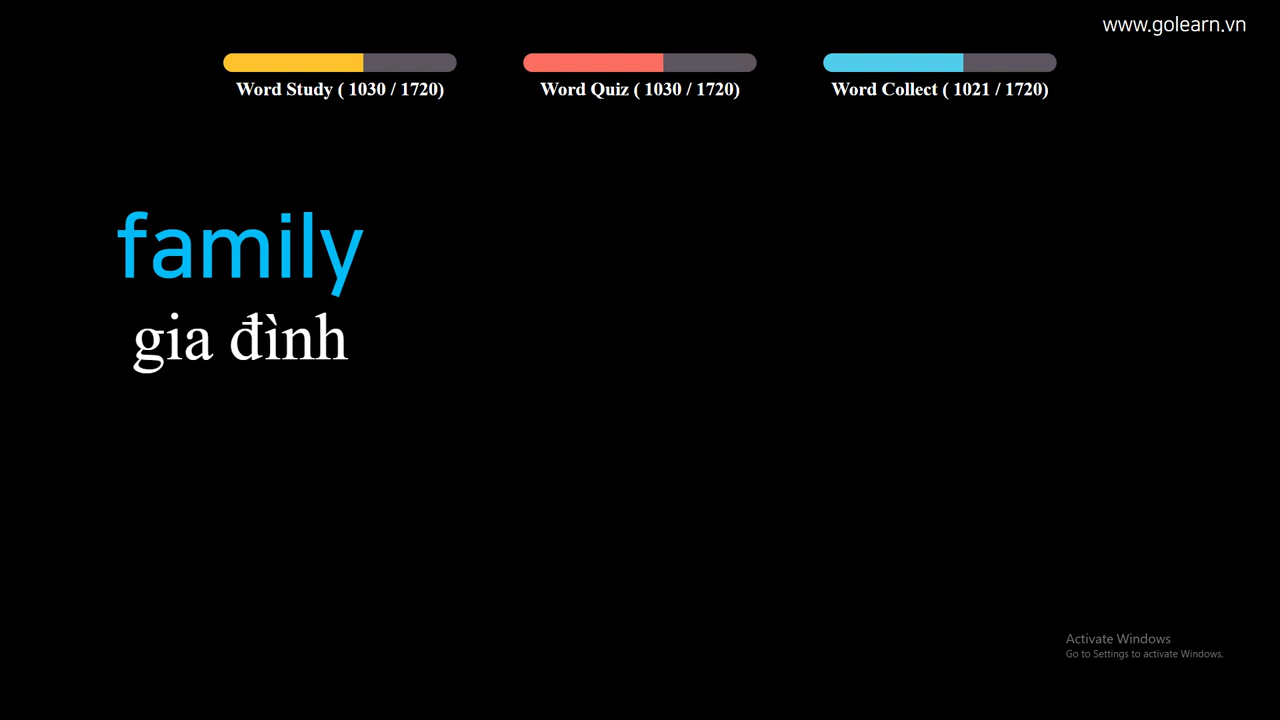 www.golearn.vn
Word Study ( 1030 / 1720)
Word Quiz ( 1030 / 1720)
Word Collect ( 1021 / 1720)
family
gia đình
Activate Windows
Go to Settings to activate Windows.